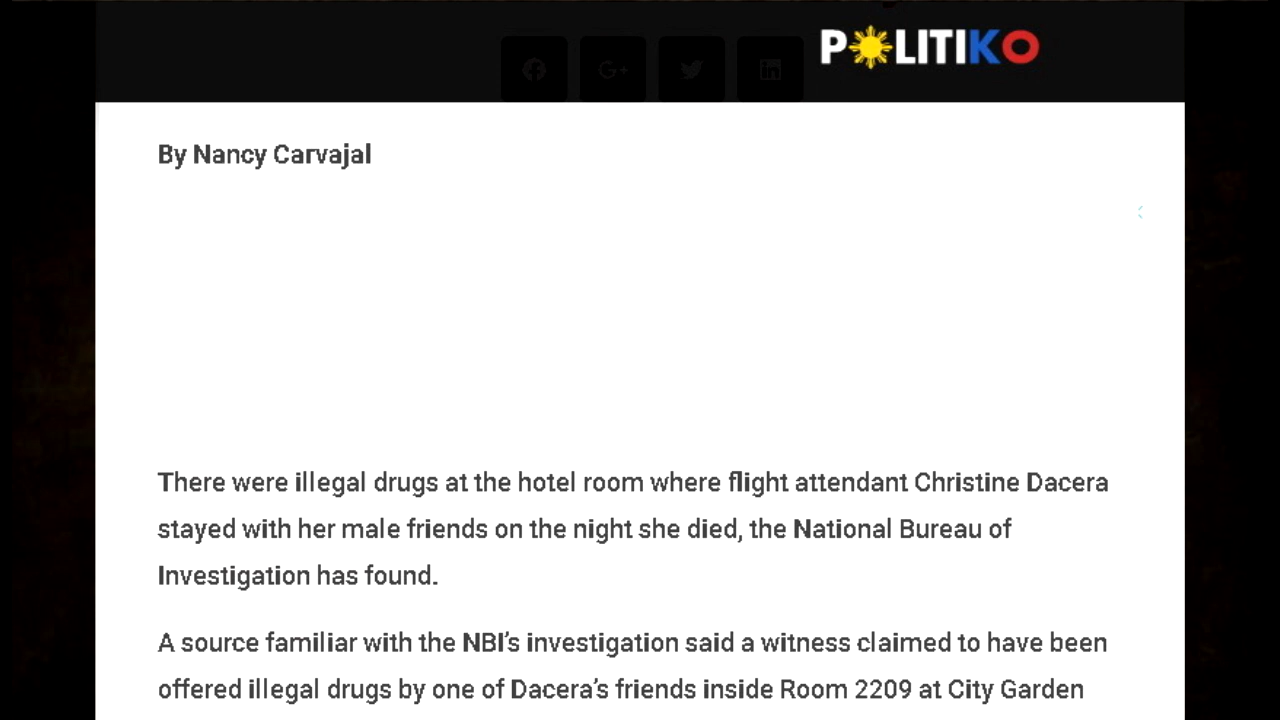 POLITIKO
By Nancy Carvajal
There were illegal drugs at the hotel room where flight attendant Christine Dacera
stayed with her male friends on the night she died, the National Bureau of
Investigation has found.
A source familiar with the NBI's investigation said a witness claimed to have been
offered illegal drugs by one of Dacera's friends inside Room 2209 at City Garden